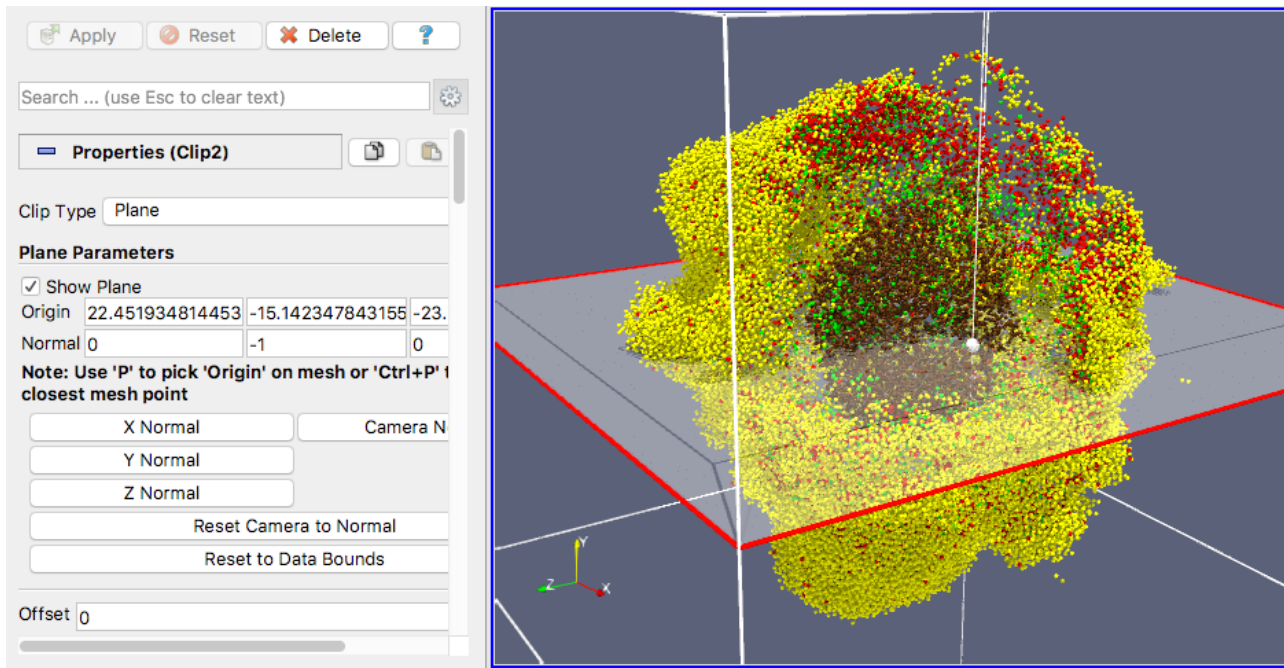 Apply Reset Delete ?
Search ... (use Esc to clear text)
Properties (Clip2)
Clip Type Plane
Plane Parameters
Show Plane
Origin 22.451934814453 -15.142347843155 -23.
Normal 0 -1 0
Note: Use 'P' to pick 'Origin' on mesh or 'Ctrl+P' t
closest mesh point
X Normal Camera N
Y Normal
Z Normal
Reset Camera to Normal
Reset to Data Bounds
Offset 0
Y
Z X